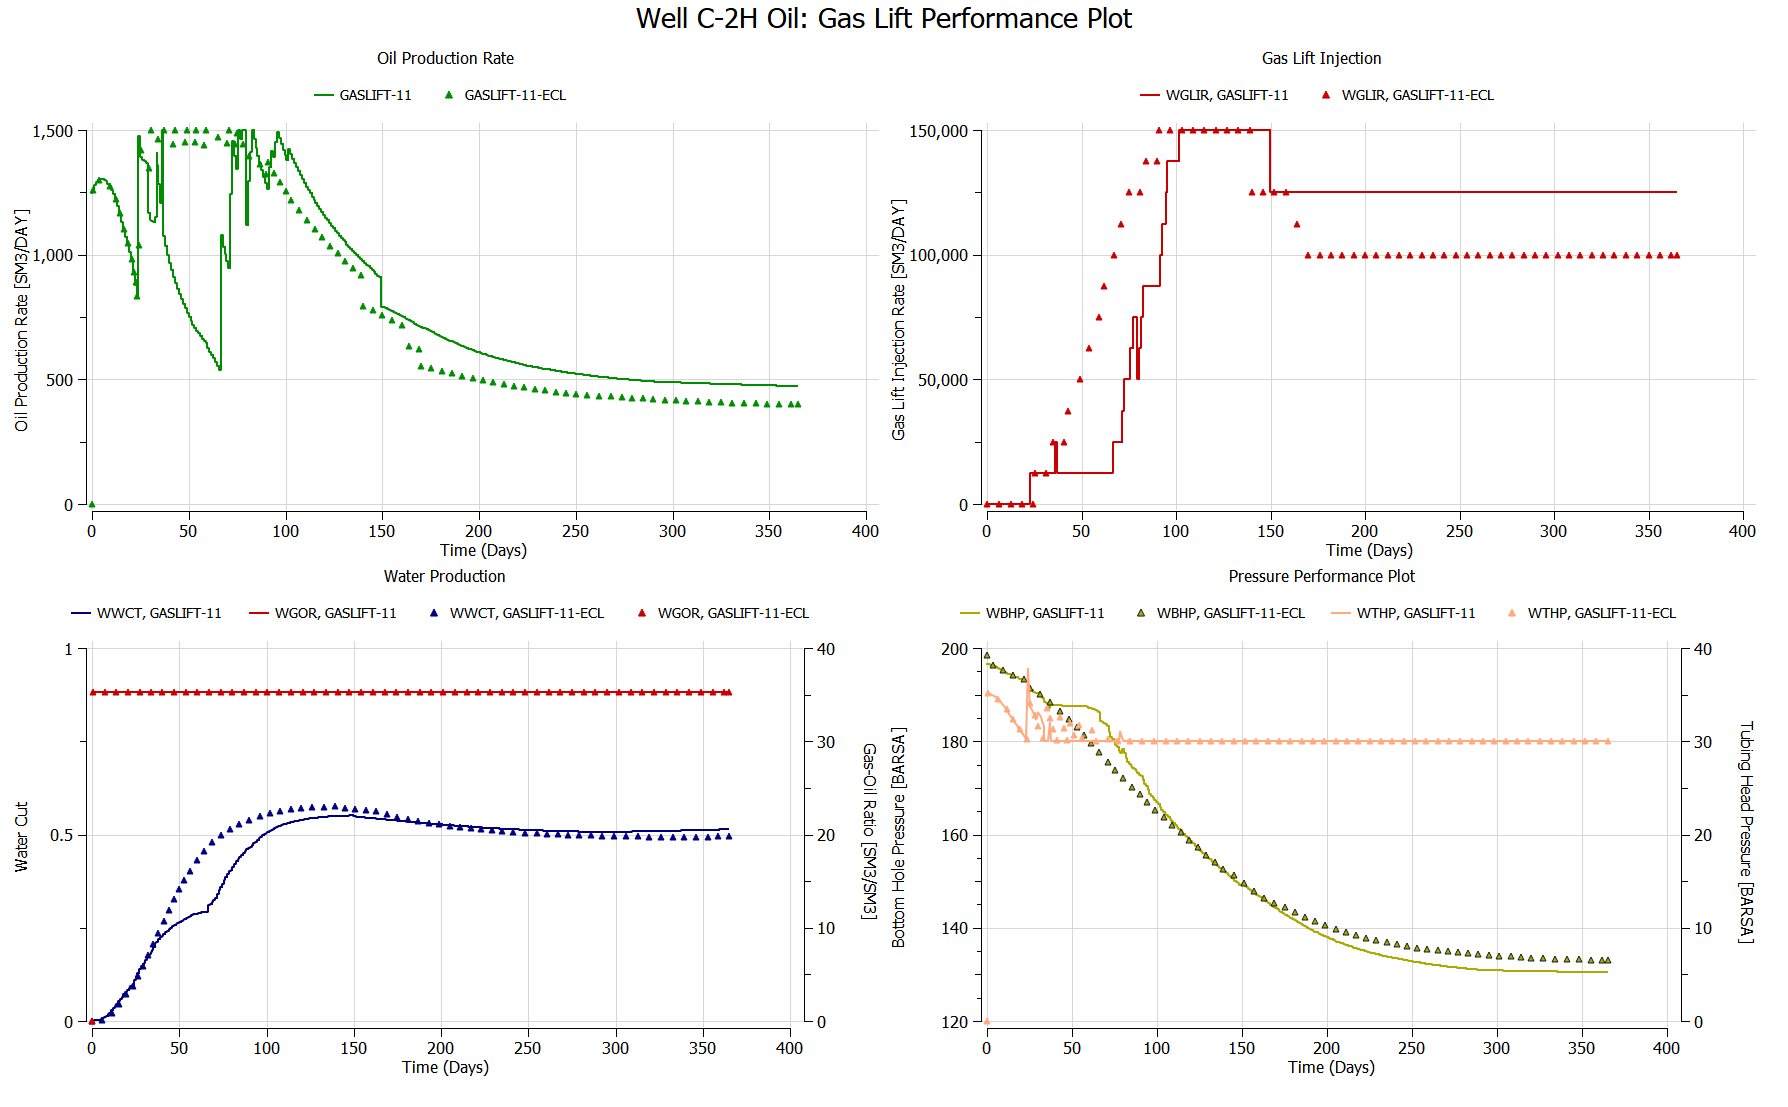 Well C-2H Oil: Gas Lift Performance Plot
Oil Production Rate
GASLIFT-11 GASLIFT-11-ECL
Oil Production Rate [SM3/DAY]
1,500
1,000
500
0
0 50 100 150 200 250 300 350 400
Time (Days)
Gas Lift Injection
WGLIR, GASLIFT-11 WGLIR, GASLIFT-11-ECL
Gas Lift Injection Rate [SM3/DAY]
150,000
100,000
50,000
0
0 50 100 150 200 250 300 350 400
Time (Days)
Water Production
WWCT, GASLIFT-11 WGOR, GASLIFT-11 WWCT, GASLIFT-11-ECL WGOR, GASLIFT-11-ECL
Water Cut
1
0.5
0
40
30
20
10
0
Gas-Oil Ratio [SM3/SM3]
0 50 100 150 200 250 300 350 400
Time (Days)
Pressure Performance Plot
WBHP, GASLIFT-11 WBHP, GASLIFT-11-ECL WTHP, GASLIFT-11 WTHP, GASLIFT-11-ECL
Bottom Hole Pressure [BARSA]
200
180
160
140
120
40
30
20
10
0
Tubing Head Pressure [BARSA]
0 50 100 150 200 250 300 350 400
Time (Days)